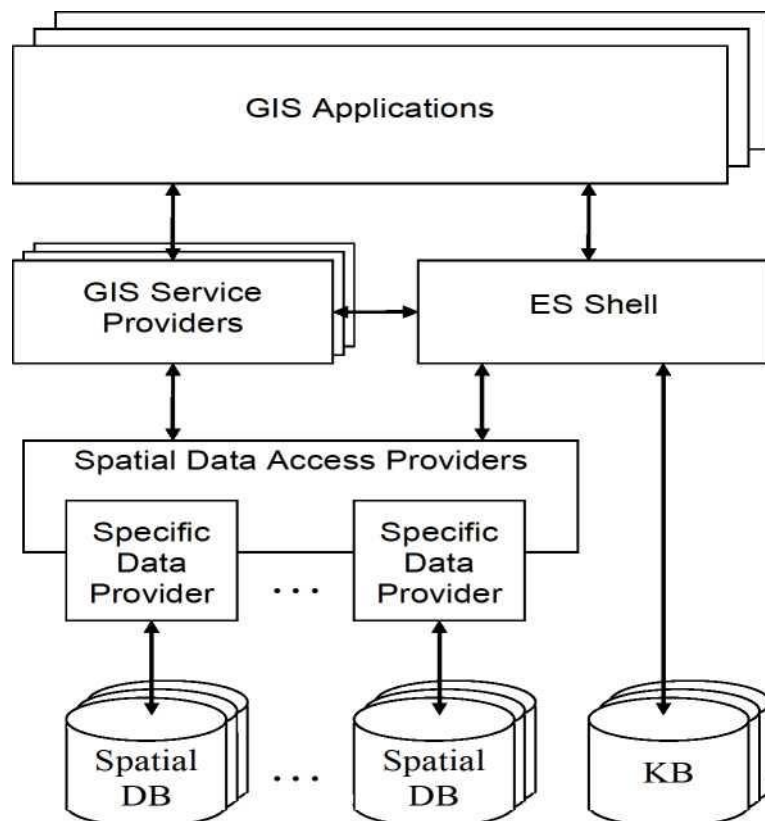 GIS Applications
GIS Service
Providers
ES Shell
Spatial Data Access Providers
Specific
Data
Provider
...
Specific
Data
Provider
Spatial
DB
...
Spatial
DB
KB